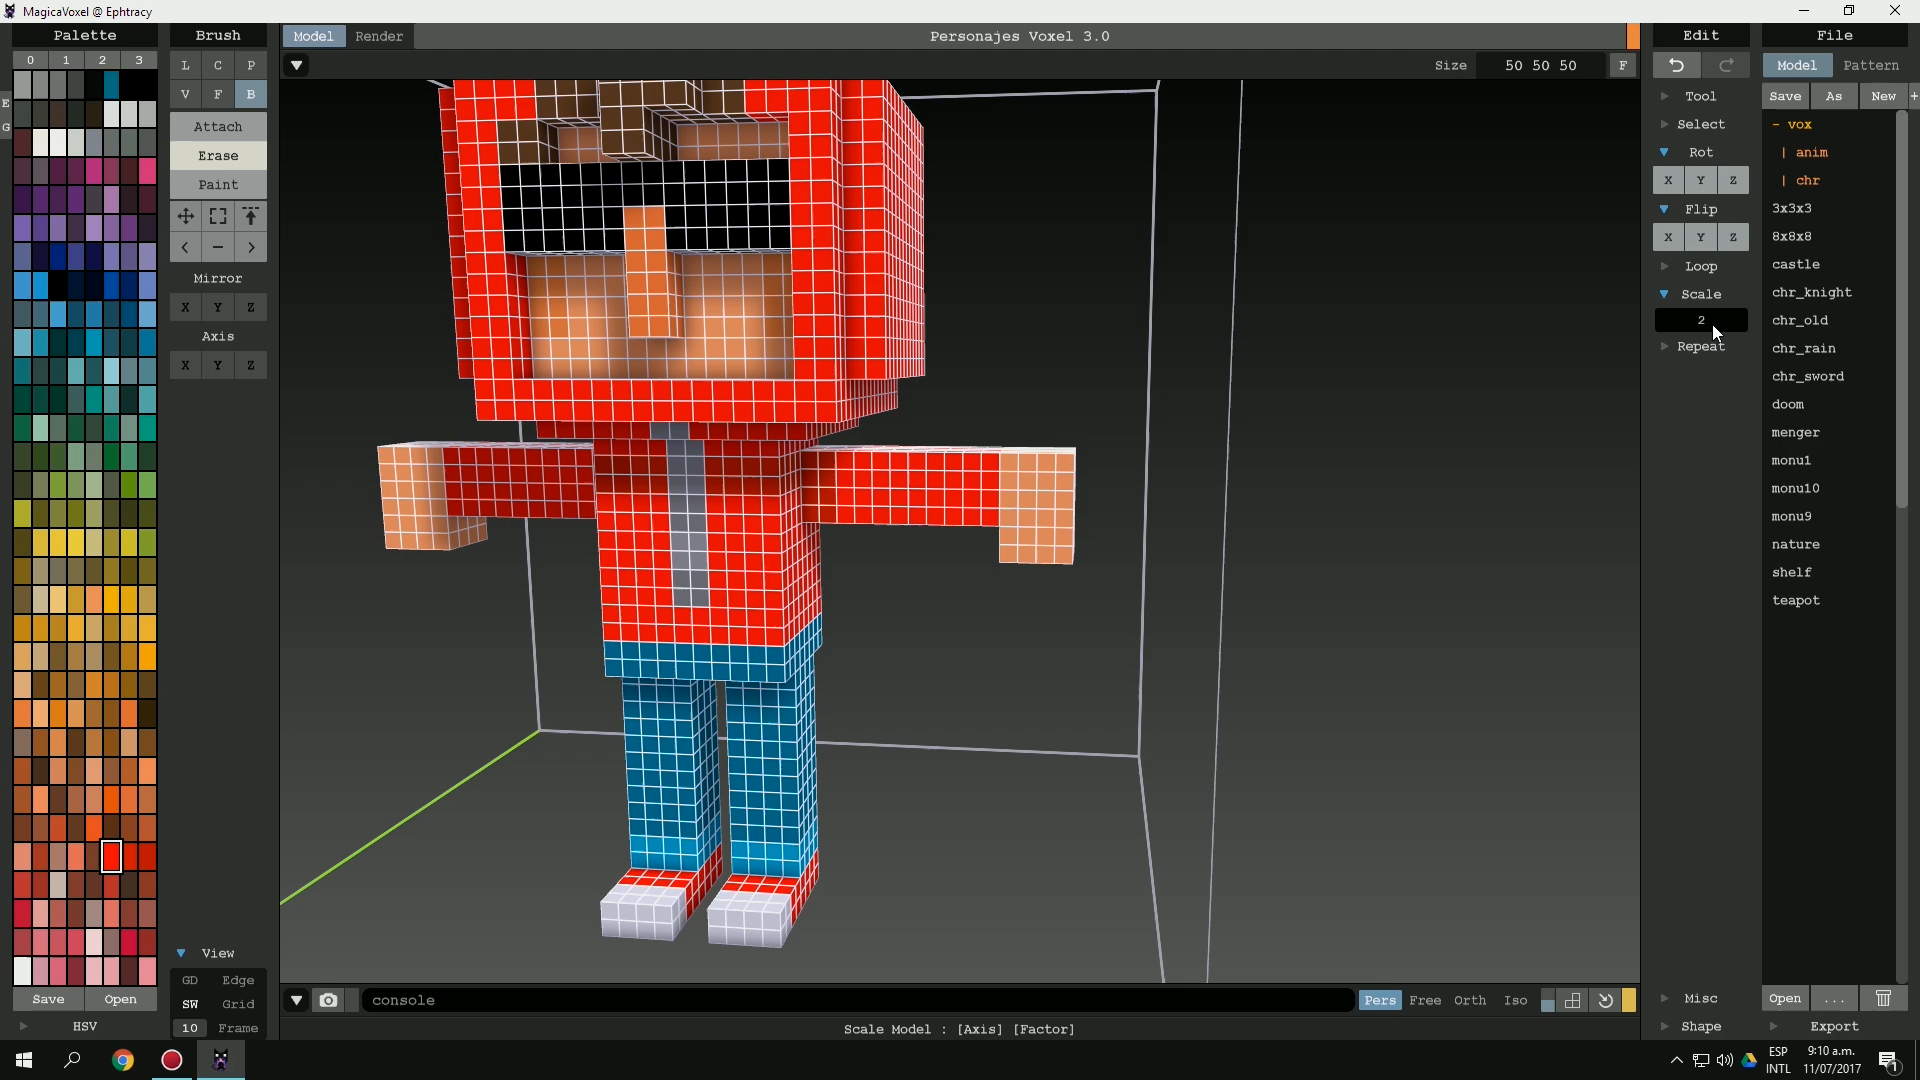 MagicaVoxel @ Ephtracy
Palette
Brush
Model
Render
Personajes Voxel 3.0
Edit
File
0 1 2 3
L C P
V F B
Size 50 50 50 F
Model Pattern
E
G
Attach
Erase
Paint
< − >
Mirror
X Y Z
Axis
X Y Z
Tool
Select
Rot
X Y Z
Flip
X Y Z
Loop
Scale
2
Repeat
Save As New +
- vox
| anim
| chr
3x3x3
8x8x8
castle
chr_knight
chr_old
chr_rain
chr_sword
doom
menger
monu1
monu10
monu9
nature
shelf
teapot
View
GD Edge
SW Grid
10 Frame
Save Open
HSV
console
Pers Free Orth Iso
Scale Model : [Axis] [Factor]
Misc
Shape
Open ...
Export
ESP
INTL
9:10 a.m.
11/07/2017
1